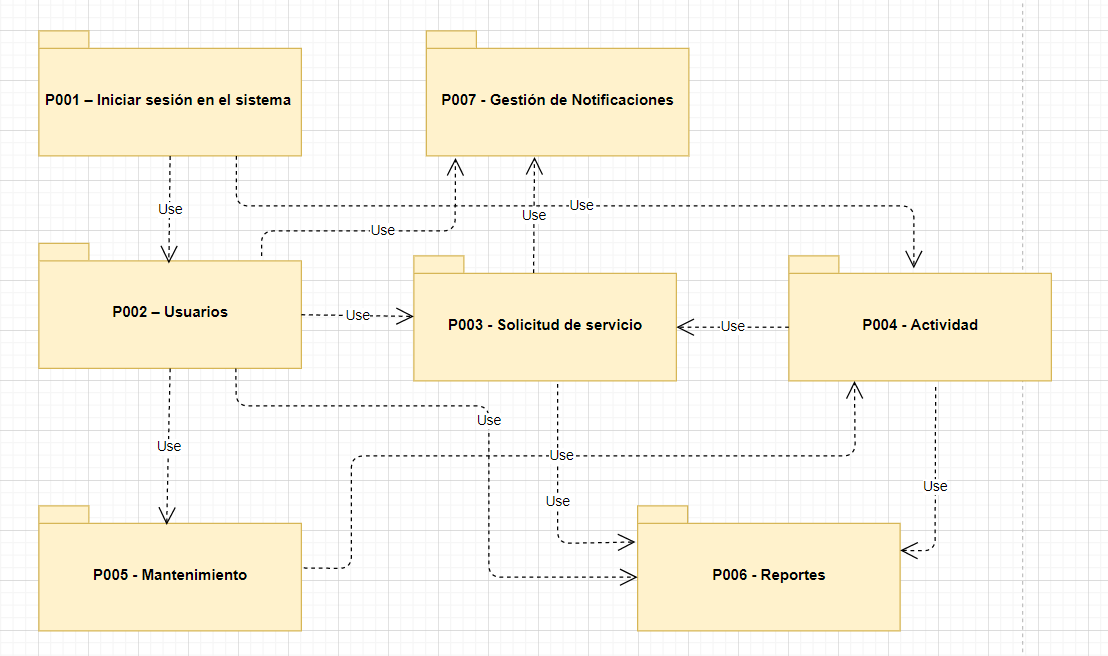 P001 – Iniciar sesión en el sistema
P007 - Gestión de Notificaciones
Use
Use
Use
Use
P002 – Usuarios
Use
P003 - Solicitud de servicio
Use
P004 - Actividad
Use
Use
Use
Use
Use
Use
P005 - Mantenimiento
P006 - Reportes